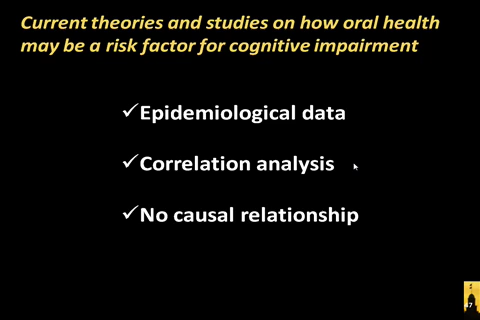 Current theories and studies on how oral health
may be a risk factor for cognitive impairment
✓Epidemiological data
✓Correlation analysis
✓No causal relationship
47